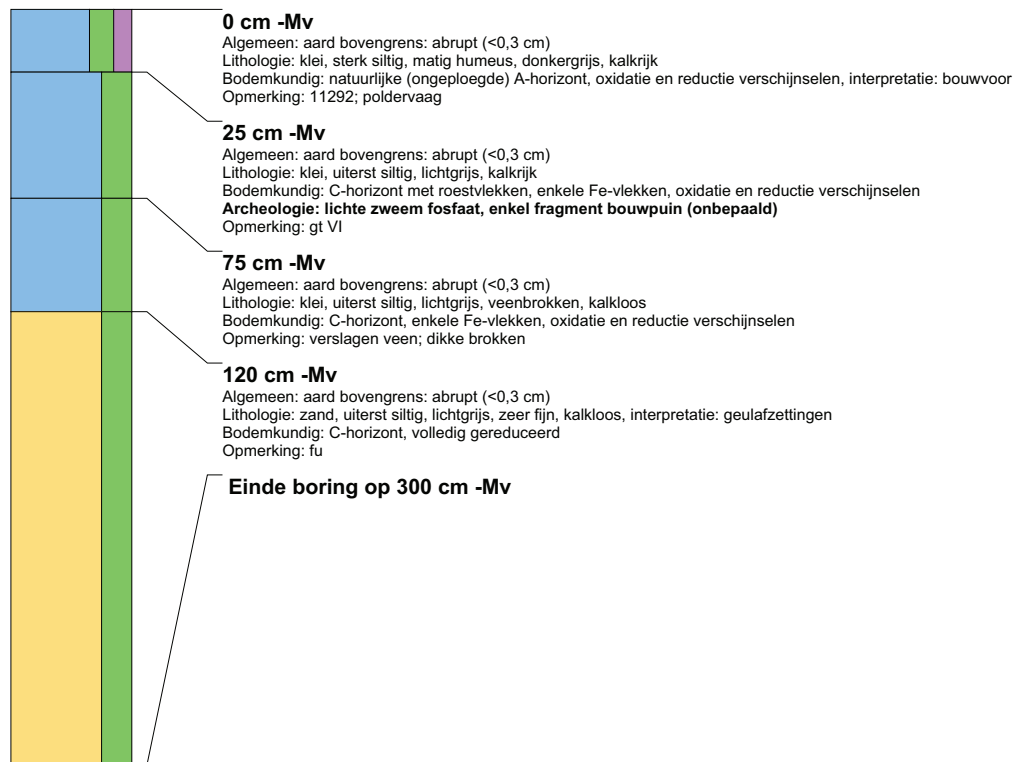 0 cm -Mv
Algemeen: aard bovengrens: abrupt (<0,3 cm)
Lithologie: klei, sterk siltig, matig humeus, donkergrijs, kalkrijk
Bodemkundig: natuurlijke (ongeploegde) A-horizont, oxidatie en reductie verschijnselen, interpretatie: bouwvoor
Opmerking: 11292; poldervaag
25 cm -Mv
Algemeen: aard bovengrens: abrupt (<0,3 cm)
Lithologie: klei, uiterst siltig, lichtgrijs, kalkrijk
Bodemkundig: C-horizont met roestvlekken, enkele Fe-vlekken, oxidatie en reductie verschijnselen
Archeologie: lichte zweem fosfaat, enkel fragment bouwpuin (onbepaald)
Opmerking: gt VI
75 cm -Mv
Algemeen: aard bovengrens: abrupt (<0,3 cm)
Lithologie: klei, uiterst siltig, lichtgrijs, veenbrokken, kalkloos
Bodemkundig: C-horizont, enkele Fe-vlekken, oxidatie en reductie verschijnselen
Opmerking: verslagen veen; dikke brokken
120 cm -Mv
Algemeen: aard bovengrens: abrupt (<0,3 cm)
Lithologie: zand, uiterst siltig, lichtgrijs, zeer fijn, kalkloos, interpretatie: geulafzettingen
Bodemkundig: C-horizont, volledig gereduceerd
Opmerking: fu
Einde boring op 300 cm -Mv